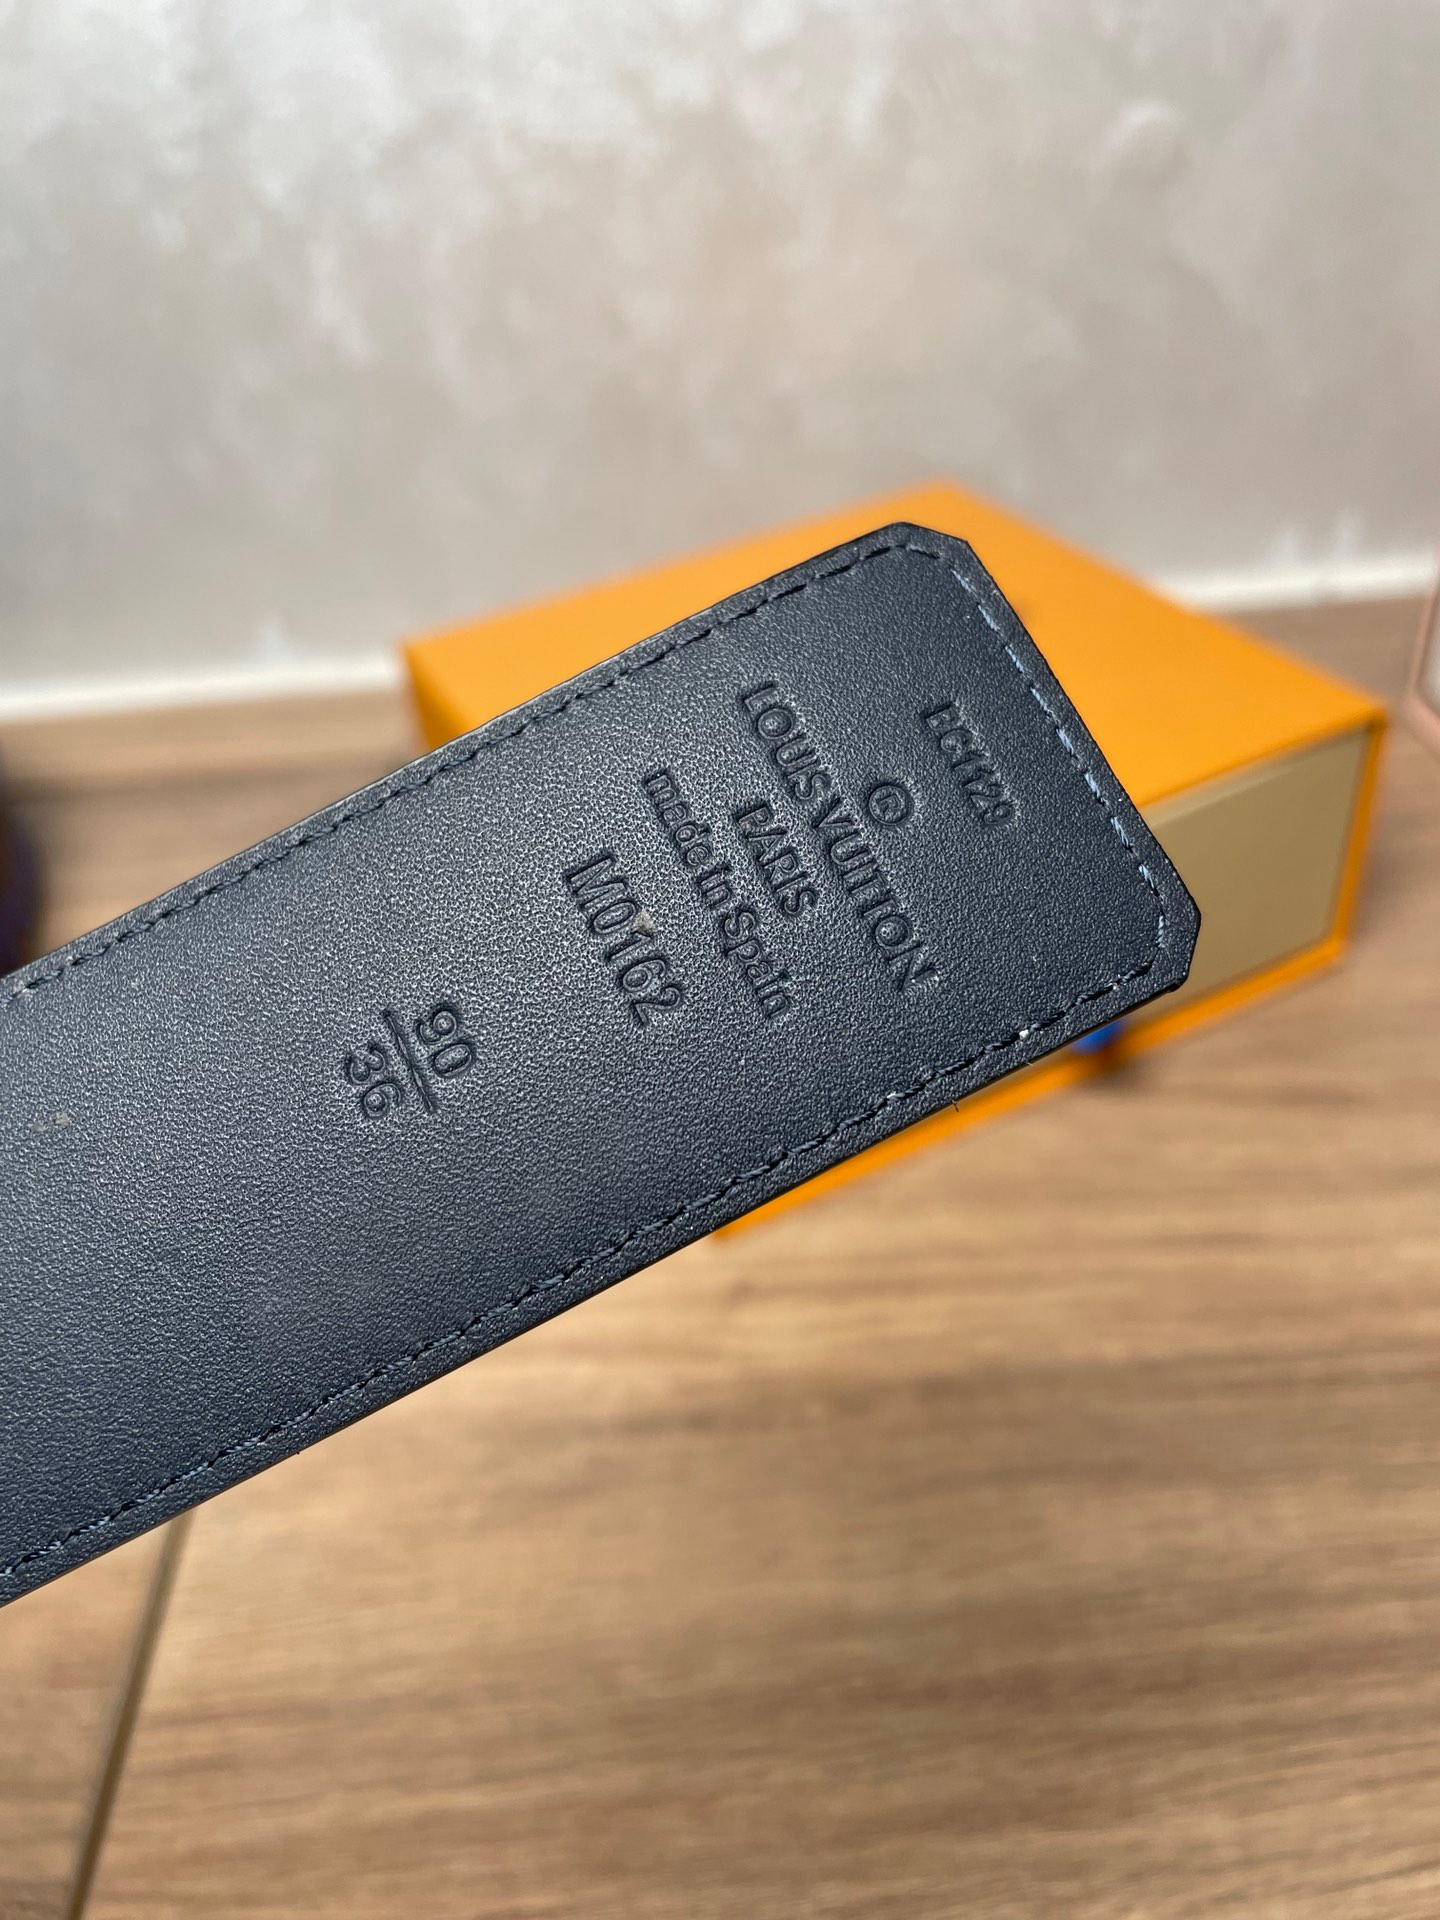 BC1129
®
LOUIS VUITTON
PARIS
made in Spain
M0162
90
36